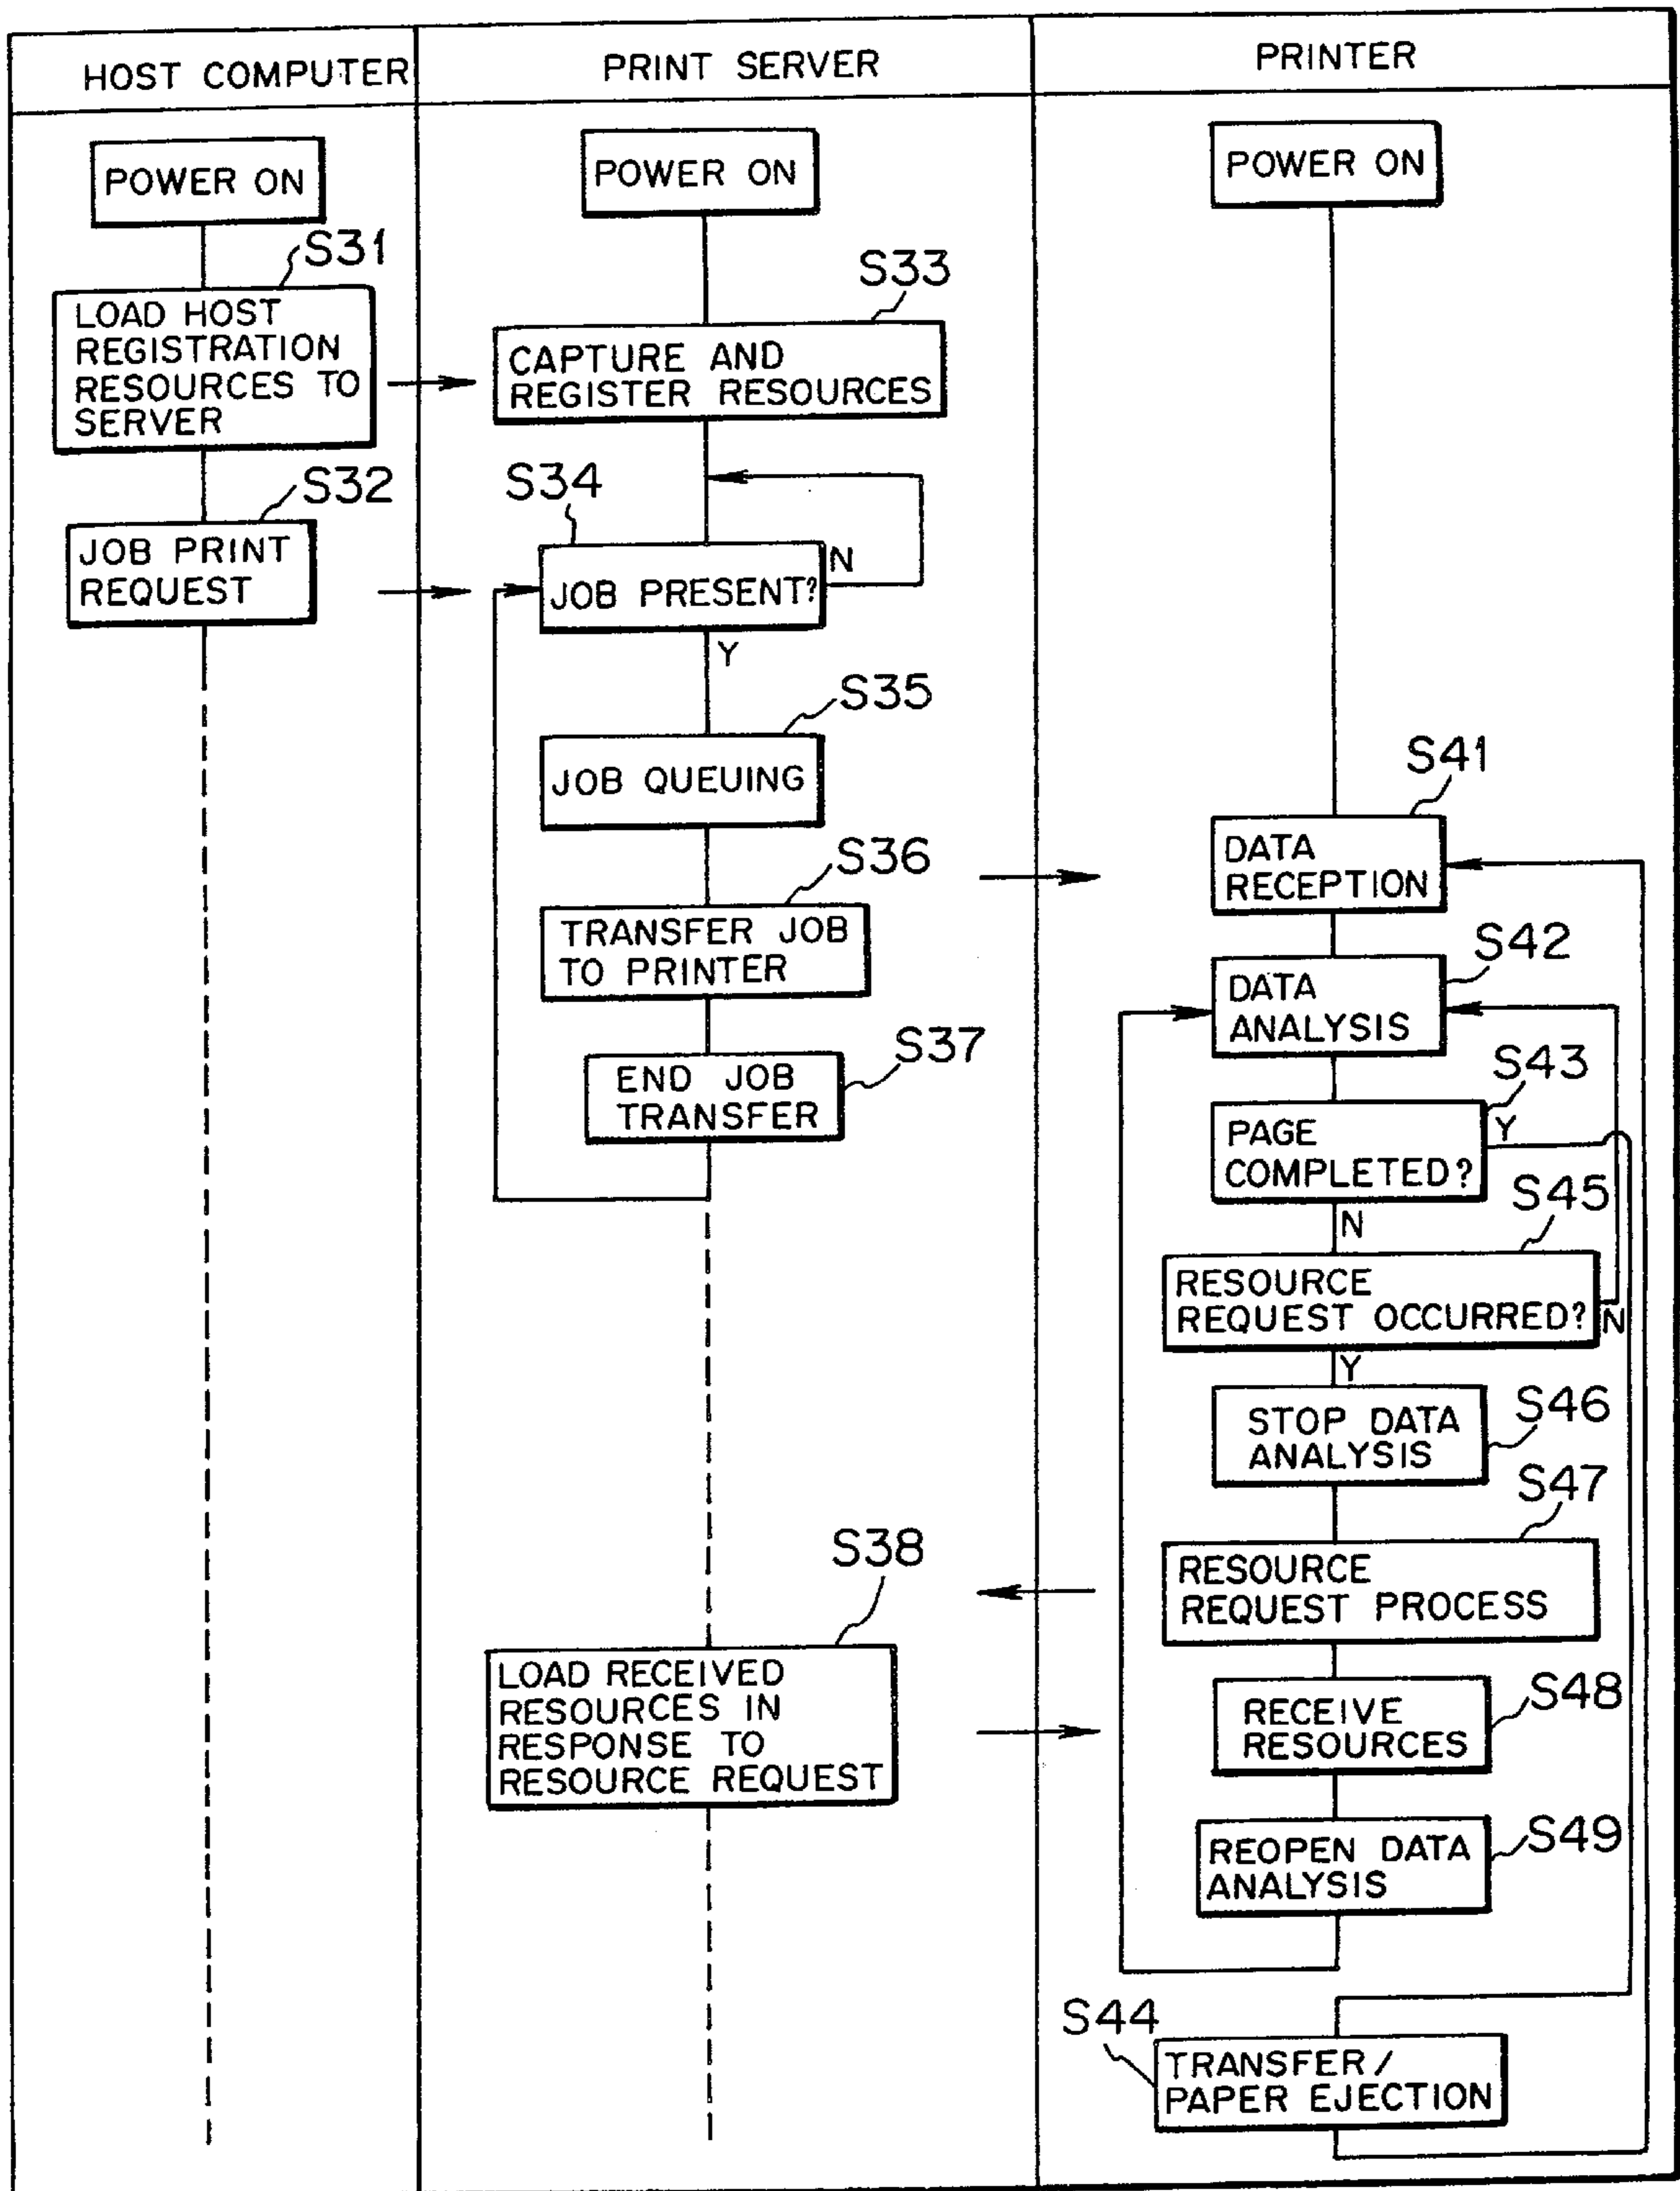 HOST COMPUTER
PRINT SERVER
PRINTER
POWER ON
S31
LOAD HOST
REGISTRATION
RESOURCES TO
SERVER
S32
JOB PRINT
REQUEST
POWER ON
S33
CAPTURE AND
REGISTER RESOURCES
S34
JOB PRESENT?
N
Y
S35
JOB QUEUING
S36
TRANSFER JOB
TO PRINTER
S37
END JOB
TRANSFER
S38
LOAD RECEIVED
RESOURCES IN
RESPONSE TO
RESOURCE REQUEST
POWER ON
S41
DATA
RECEPTION
S42
DATA
ANALYSIS
S43
PAGE
COMPLETED?
Y
N
S45
RESOURCE
REQUEST OCCURRED?
N
Y
S46
STOP DATA
ANALYSIS
S47
RESOURCE
REQUEST PROCESS
S48
RECEIVE
RESOURCES
S49
REOPEN DATA
ANALYSIS
S44
TRANSFER/
PAPER EJECTION